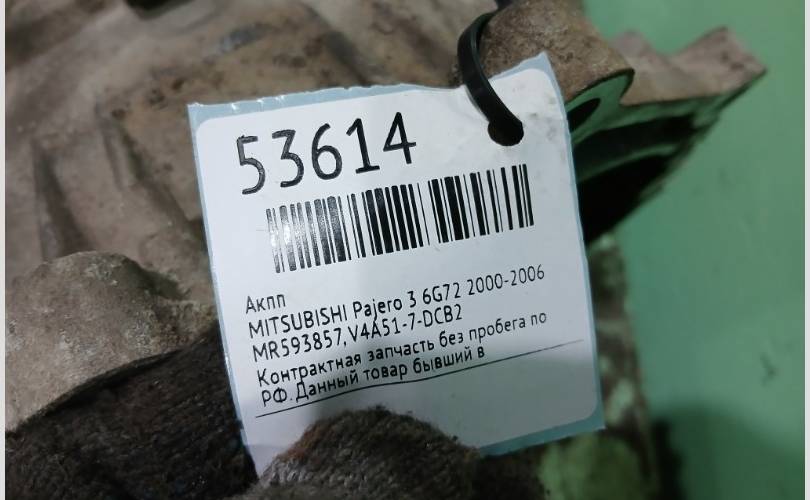 53614
Акпп
MITSUBISHI Pajero 3 6G72 2000-2006
MR593857,V4A51-7-DCB2
Контрактная запчасть без пробега по
РФ.Данный товар бывший в